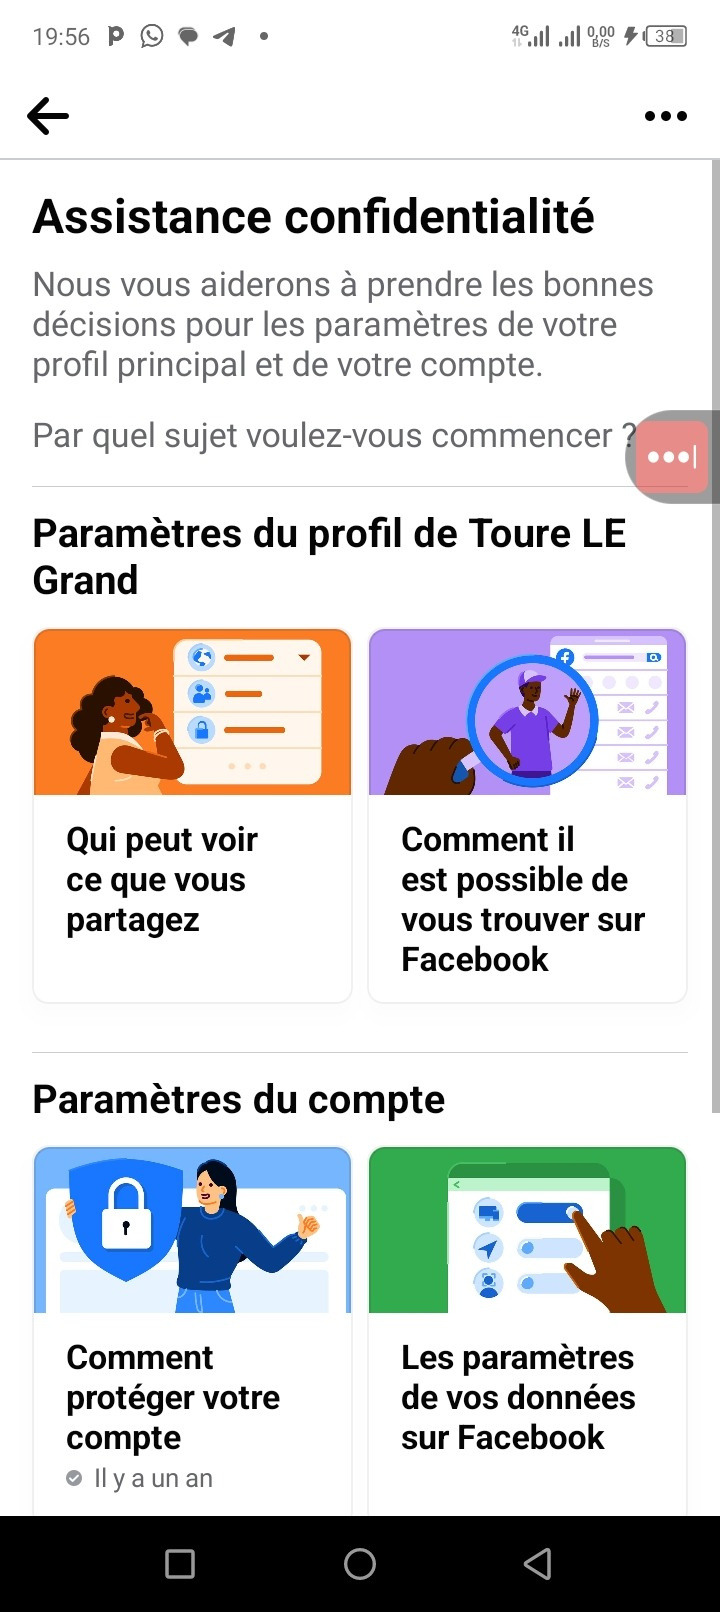 19:56
4G
0,00
B/S
38
Assistance confidentialité
Nous vous aiderons à prendre les bonnes
décisions pour les paramètres de votre
profil principal et de votre compte.
Par quel sujet voulez-vous commencer ?
Paramètres du profil de Toure LE
Grand
Qui peut voir
ce que vous
partagez
Comment il
est possible de
vous trouver sur
Facebook
Paramètres du compte
Comment
protéger votre
compte
Il y a un an
Les paramètres
de vos données
sur Facebook